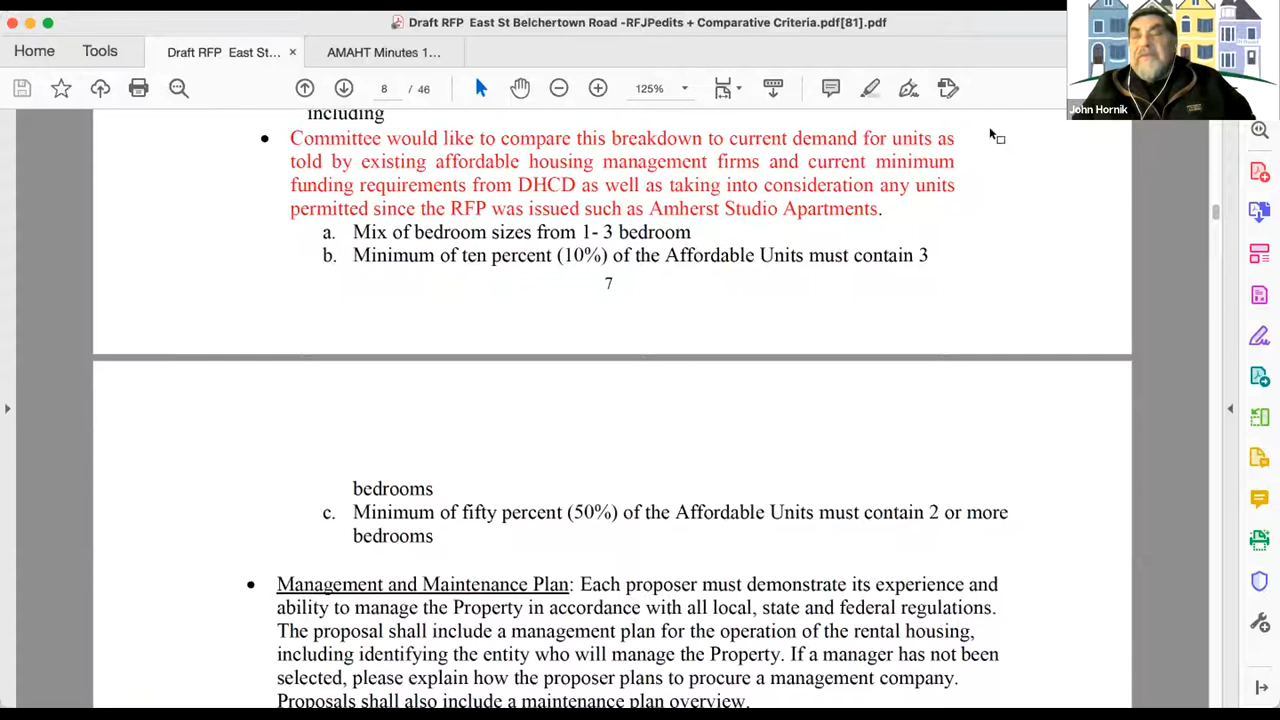 Draft RFP East St Belchertown Road -RFJPedits + Comparative Criteria.pdf[81].pdf
Home
Tools
Draft RFP East St...
×
AMAHT Minutes 1...
8 / 46
125%
John Hornik
including
• Committee would like to compare this breakdown to current demand for units as
told by existing affordable housing management firms and current minimum
funding requirements from DHCD as well as taking into consideration any units
permitted since the RFP was issued such as Amherst Studio Apartments.
a. Mix of bedroom sizes from 1- 3 bedroom
b. Minimum of ten percent (10%) of the Affordable Units must contain 3
7
bedrooms
c. Minimum of fifty percent (50%) of the Affordable Units must contain 2 or more
bedrooms
• Management and Maintenance Plan: Each proposer must demonstrate its experience and
ability to manage the Property in accordance with all local, state and federal regulations.
The proposal shall include a management plan for the operation of the rental housing,
including identifying the entity who will manage the Property. If a manager has not been
selected, please explain how the proposer plans to procure a management company.
Proposals shall also include a maintenance plan overview.